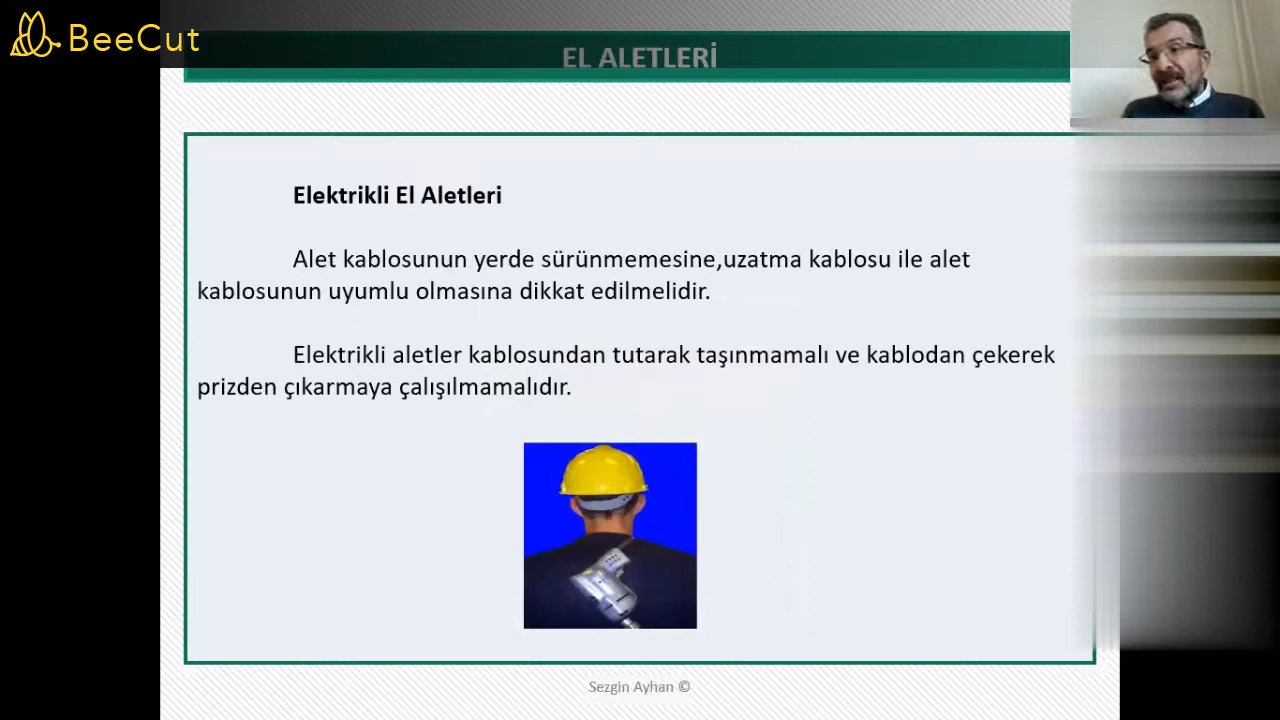 BeeCut
EL ALETLERİ
Elektrikli El Aletleri
Alet kablosunun yerde sürünmemesine,uzatma kablosu ile alet
kablosunun uyumlu olmasına dikkat edilmelidir.
Elektrikli aletler kablosundan tutarak taşınmamalı ve kablodan çekerek
prizden çıkarmaya çalışılmamalıdır.
Sezgin Ayhan ©